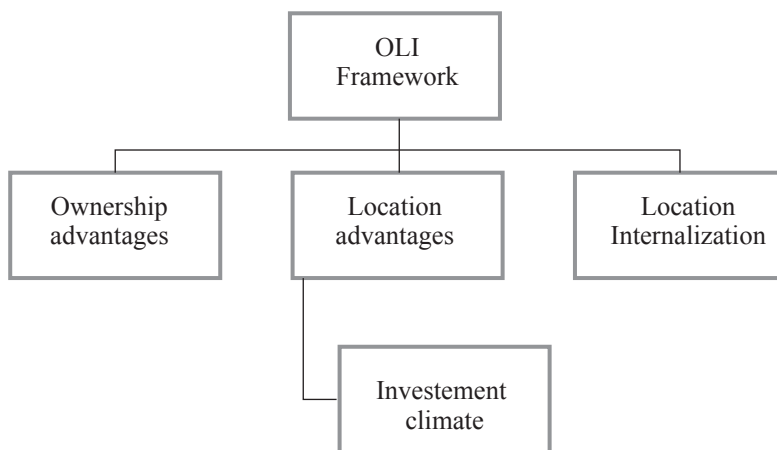 OLI
Framework
Ownership
advantages
Location
advantages
Location
Internalization
Investement
climate